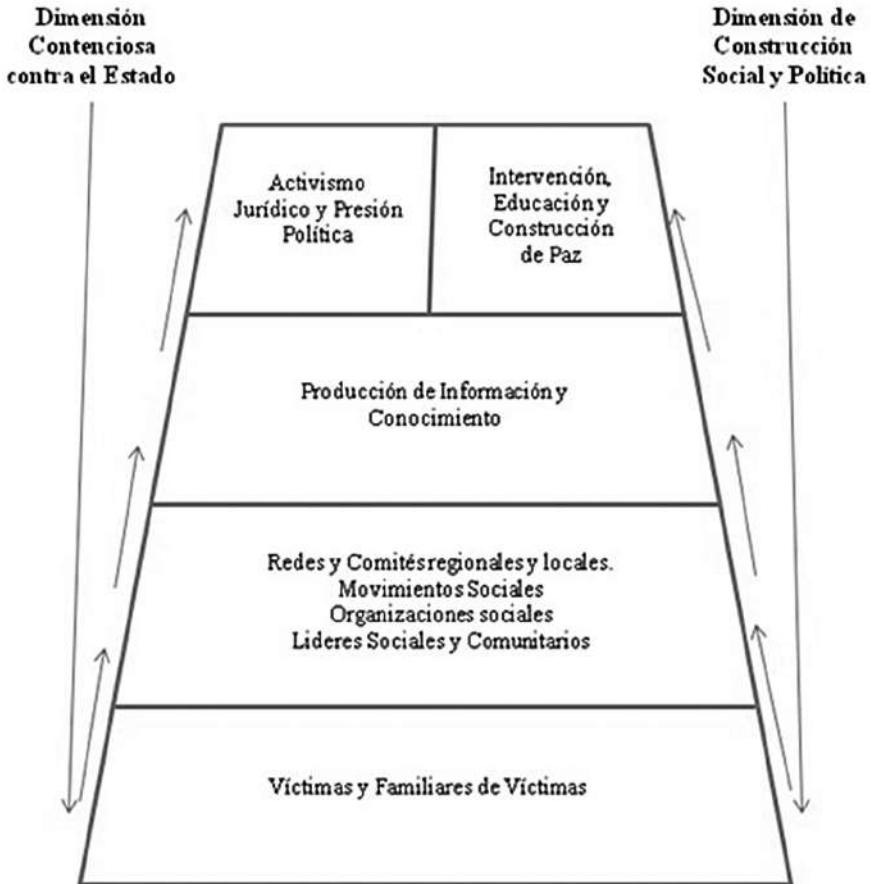 Dimensión
Contenciosa
contra el Estado
Dimensión de
Construcción
Social y Política
Activismo
Jurídico y Presión
Política
Intervención,
Educación y
Construcción
de Paz
Producción de Información y
Conocimiento
Redes y Comités regionales y locales.
Movimientos Sociales
Organizaciones sociales
Lideres Sociales y Comunitarios
Víctimas y Familiares de Víctimas